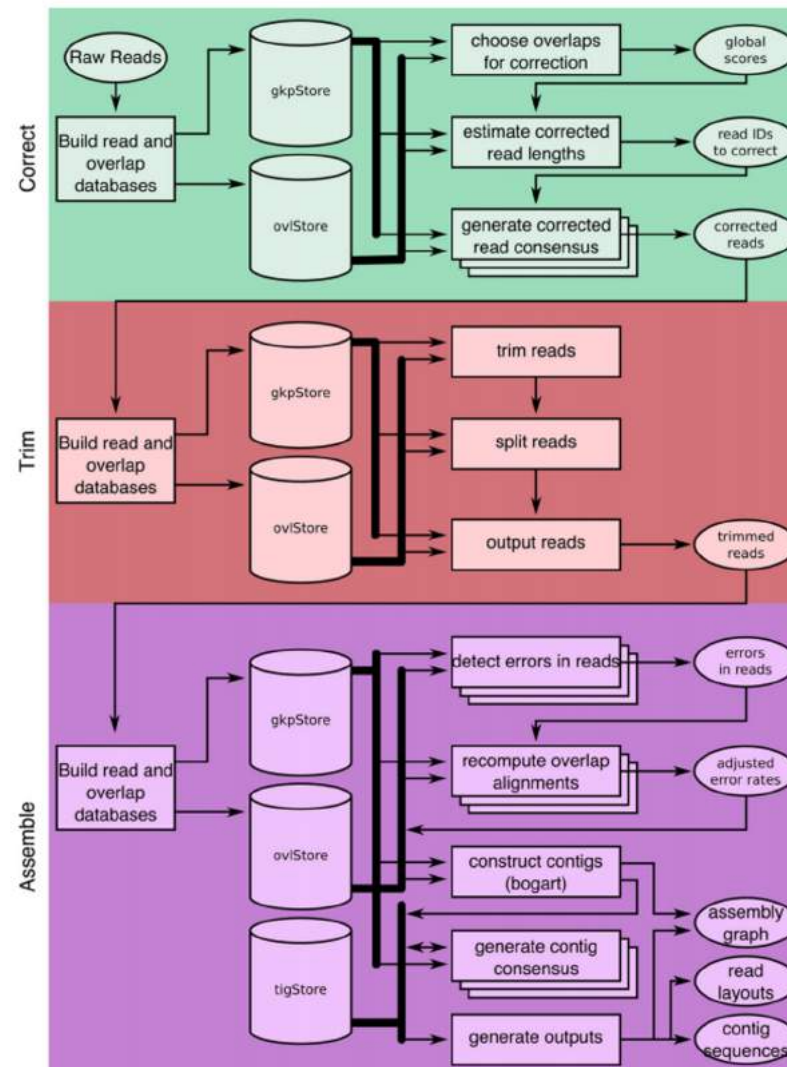 Correct
Raw Reads
Build read and
overlap
databases
gkpStore
ovlStore
choose overlaps
for correction
global
scores
estimate corrected
read lengths
read IDs
to correct
generate corrected
read consensus
corrected
reads
Trim
Build read and
overlap
databases
gkpStore
ovlStore
trim reads
split reads
output reads
trimmed
reads
Assemble
Build read and
overlap
databases
gkpStore
ovlStore
tigStore
detect errors in reads
errors
in reads
recompute overlap
alignments
adjusted
error rates
construct contigs
(bogart)
assembly
graph
generate contig
consensus
read
layouts
generate outputs
contig
sequences